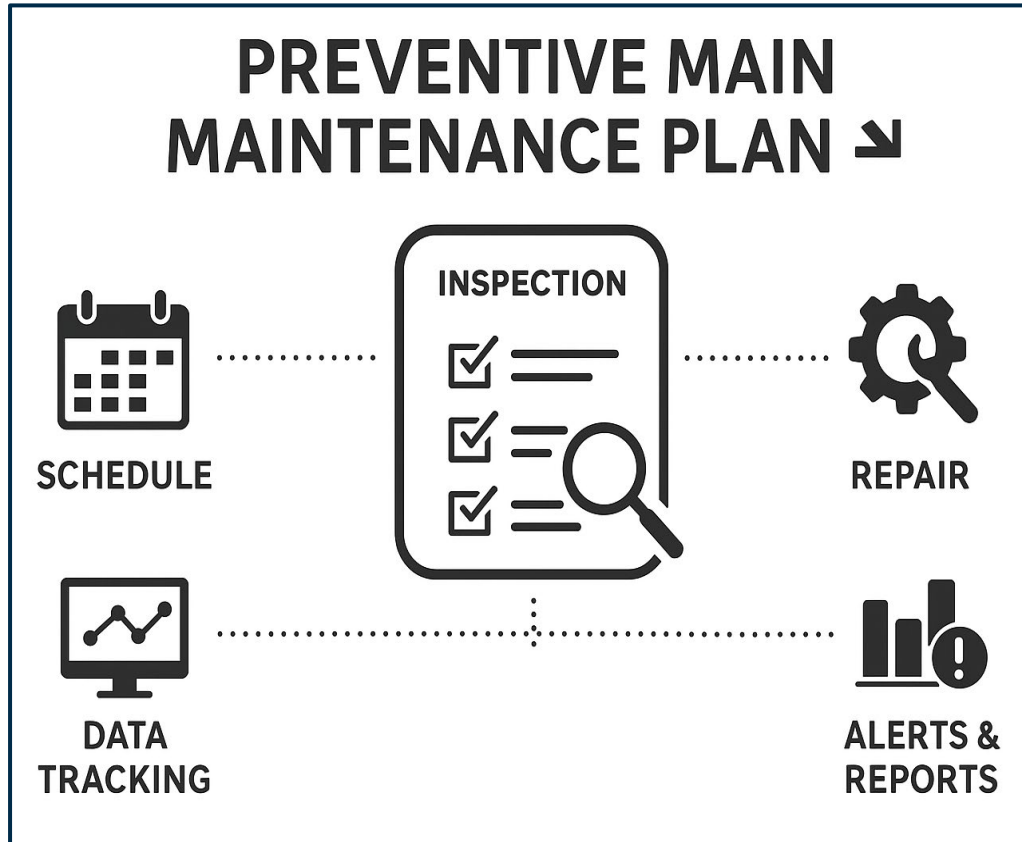 PREVENTIVE MAIN
MAINTENANCE PLAN
INSPECTION
SCHEDULE
REPAIR
DATA
TRACKING
ALERTS &
REPORTS